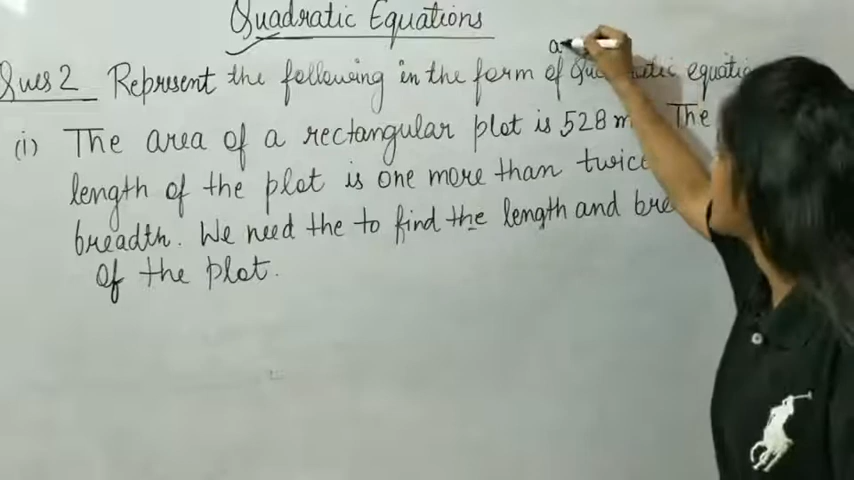 Quadratic Equations
a
Ques 2 Represent the following in the form of equation
(i) The area of a rectangular plot is 528 m The
length of the plot is one more than twice
breadth. We need the to find the length and
of the plot.